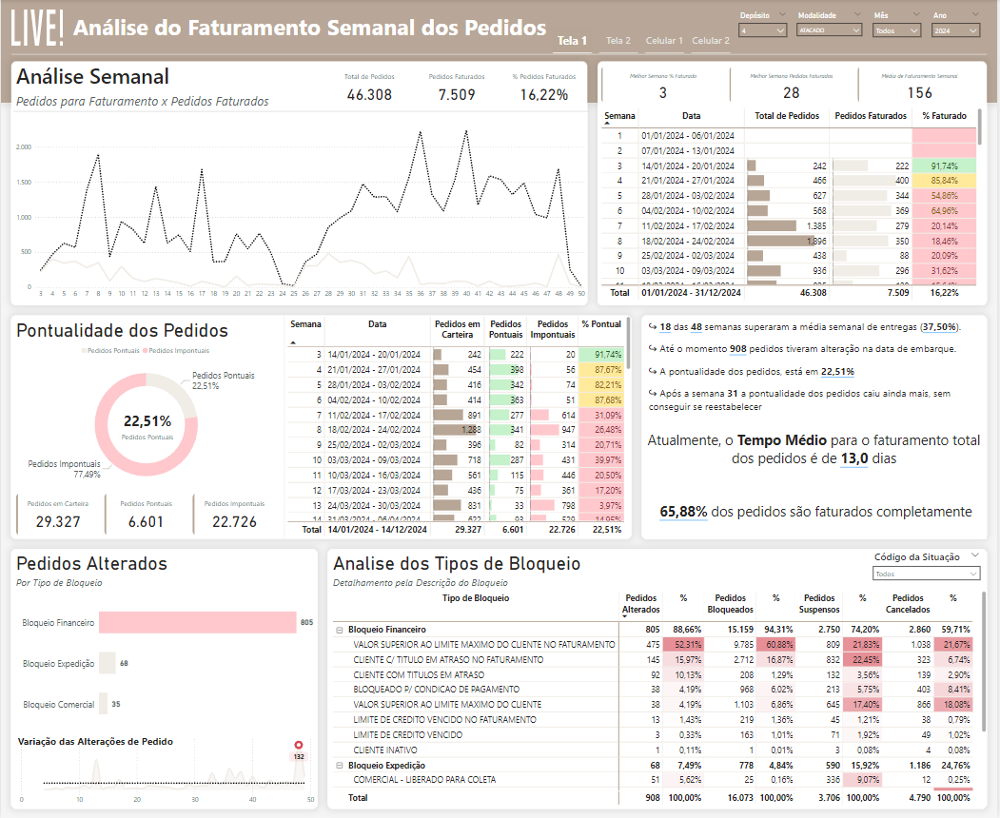 LIVE!
Análise do Faturamento Semanal dos Pedidos
Tela 1
Tela 2
Celular 1
Celular 2
Depósito
4
Modalidade
ATACADO
Mês
Todos
Ano
2024
Análise Semanal
Pedidos para Faturamento x Pedidos Faturados
Total de Pedidos
46.308
Pedidos Faturados
7.509
% Pedidos Faturados
16,22%
2.000
1.500
1.000
500
0
3 4 5 6 7 8 9 10 11 12 13 14 15 16 17 18 19 20 21 22 23 24 25 26 27 28 29 30 31 32 33 34 35 36 37 38 39 40 41 42 43 44 45 46 47 48 49 50
Melhor Semana % Faturado
3
Melhor Semana Pedidos Faturados
28
Média de Faturamento Semanal
156
Semana Data Total de Pedidos Pedidos Faturados % Faturado
1 01/01/2024 - 06/01/2024
2 07/01/2024 - 13/01/2024
3 14/01/2024 - 20/01/2024 242 222 91,74%
4 21/01/2024 - 27/01/2024 466 400 85,84%
5 28/01/2024 - 03/02/2024 627 344 54,86%
6 04/02/2024 - 10/02/2024 568 369 64,96%
7 11/02/2024 - 17/02/2024 1.385 279 20,14%
8 18/02/2024 - 24/02/2024 1.896 350 18,46%
9 25/02/2024 - 02/03/2024 438 88 20,09%
10 03/03/2024 - 09/03/2024 936 296 31,62%
Total 01/01/2024 - 31/12/2024 46.308 7.509 16,22%
Pontualidade dos Pedidos
Pedidos Pontuais Pedidos Impontuais
Pedidos Pontuais
22,51%
22,51%
Pedidos Pontuais
Pedidos Impontuais
77,49%
Pedidos em Carteira
29.327
Pedidos Pontuais
6.601
Pedidos Impontuais
22.726
Semana Data Pedidos em Carteira Pedidos Pontuais Pedidos Impontuais % Pontual
3 14/01/2024 - 20/01/2024 242 222 20 91,74%
4 21/01/2024 - 27/01/2024 454 398 56 87,67%
5 28/01/2024 - 03/02/2024 416 342 74 82,21%
6 04/02/2024 - 10/02/2024 414 363 51 87,68%
7 11/02/2024 - 17/02/2024 891 277 614 31,09%
8 18/02/2024 - 24/02/2024 1.288 341 947 26,48%
9 25/02/2024 - 02/03/2024 396 82 314 20,71%
10 03/03/2024 - 09/03/2024 718 287 431 39,97%
11 10/03/2024 - 16/03/2024 561 115 446 20,50%
12 17/03/2024 - 23/03/2024 436 75 361 17,20%
13 24/03/2024 - 30/03/2024 831 33 798 3,97%
14 31/03/2024 - 06/04/2024 622 93 529 14,95%
Total 14/01/2024 - 14/12/2024 29.327 6.601 22.726 22,51%
↪ 18 das 48 semanas superaram a média semanal de entregas (37,50%).
↪ Até o momento 908 pedidos tiveram alteração na data de embarque.
↪ A pontualidade dos pedidos, está em 22,51%
↪ Após a semana 31 a pontualidade dos pedidos caiu ainda mais, sem
conseguir se reestabelecer
Atualmente, o Tempo Médio para o faturamento total
dos pedidos é de 13,0 dias
65,88% dos pedidos são faturados completamente
Pedidos Alterados
Por Tipo de Bloqueio
Bloqueio Financeiro 805
Bloqueio Expedição 68
Bloqueio Comercial 35
Variação das Alterações de Pedido
132
0 10 20 30 40 50
Analise dos Tipos de Bloqueio
Detalhamento pela Descrição do Bloqueio
Código da Situação
Todos
Tipo de Bloqueio Pedidos Alterados % Pedidos Bloqueados % Pedidos Suspensos % Pedidos Cancelados %
Bloqueio Financeiro 805 88,66% 15.159 94,31% 2.750 74,20% 2.860 59,71%
VALOR SUPERIOR AO LIMITE MAXIMO DO CLIENTE NO FATURAMENTO 475 52,31% 9.785 60,88% 809 21,83% 1.038 21,67%
CLIENTE C/ TITULO EM ATRASO NO FATURAMENTO 145 15,97% 2.712 16,87% 832 22,45% 323 6,74%
CLIENTE COM TITULOS EM ATRASO 92 10,13% 208 1,29% 132 3,56% 139 2,90%
BLOQUEADO P/ CONDICAO DE PAGAMENTO 38 4,19% 968 6,02% 213 5,75% 403 8,41%
VALOR SUPERIOR AO LIMITE MAXIMO DO CLIENTE 38 4,19% 1.103 6,86% 645 17,40% 866 18,08%
LIMITE DE CREDITO VENCIDO NO FATURAMENTO 13 1,43% 219 1,36% 45 1,21% 38 0,79%
LIMITE DE CREDITO VENCIDO 3 0,33% 163 1,01% 71 1,92% 49 1,02%
CLIENTE INATIVO 1 0,11% 1 0,01% 3 0,08% 4 0,08%
Bloqueio Expedição 68 7,49% 778 4,84% 590 15,92% 1.186 24,76%
COMERCIAL - LIBERADO PARA COLETA 51 5,62% 25 0,16% 336 9,07% 12 0,25%
Total 908 100,00% 16.073 100,00% 3.706 100,00% 4.790 100,00%